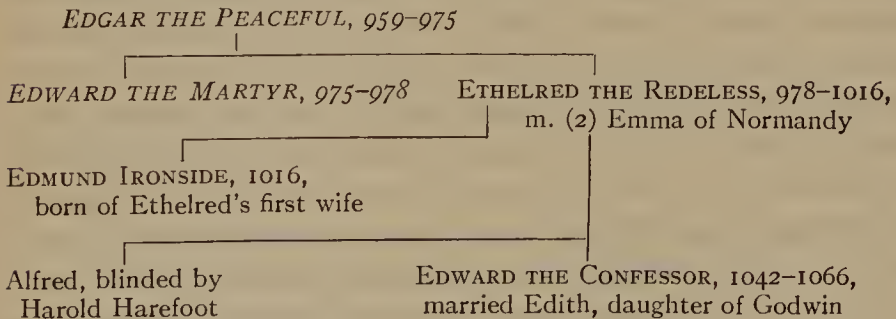 EDGAR THE PEACEFUL, 959–975
EDWARD THE MARTYR, 975–978 ETHELRED THE REDELESS, 978–1016,
m. (2) Emma of Normandy
EDMUND IRONSIDE, 1016,
born of Ethelred's first wife
Alfred, blinded by
Harold Harefoot
EDWARD THE CONFESSOR, 1042–1066,
married Edith, daughter of Godwin